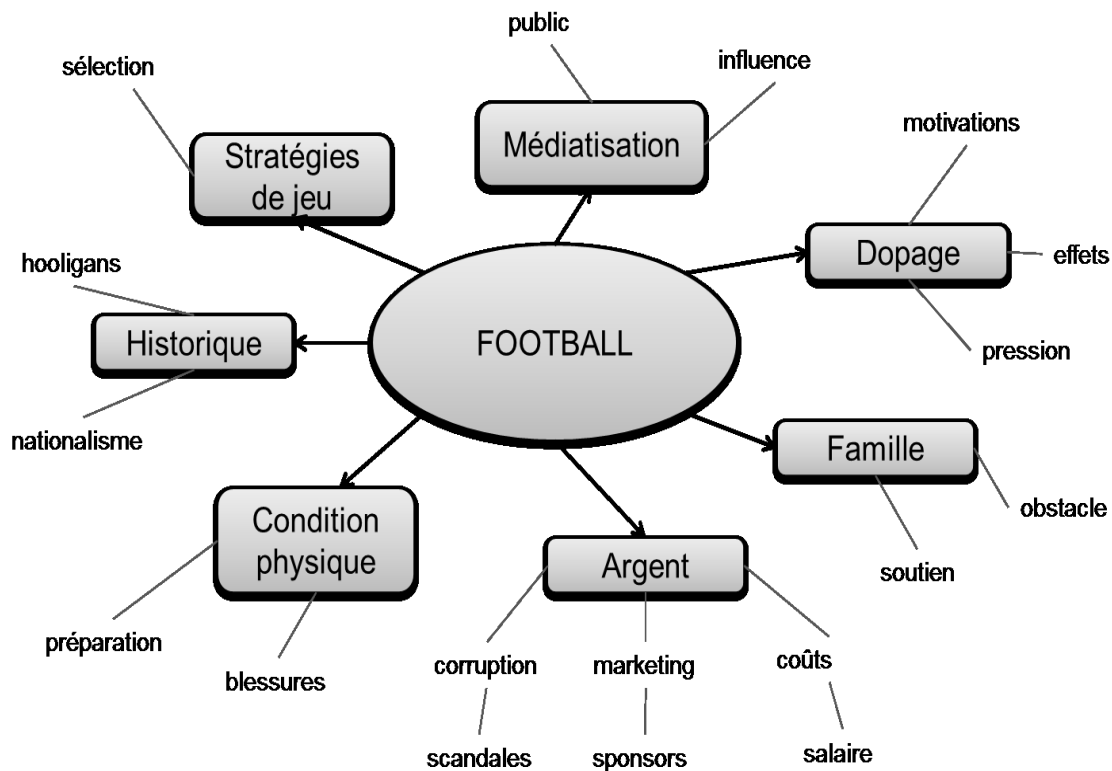 public
sélection
influence
Stratégies
de jeu
Médiatisation
motivations
Dopage
effets
hooligans
Historique
FOOTBALL
pression
nationalisme
Famille
obstacle
Condition
physique
Argent
soutien
préparation
blessures
corruption
marketing
coûts
scandales
sponsors
salaire